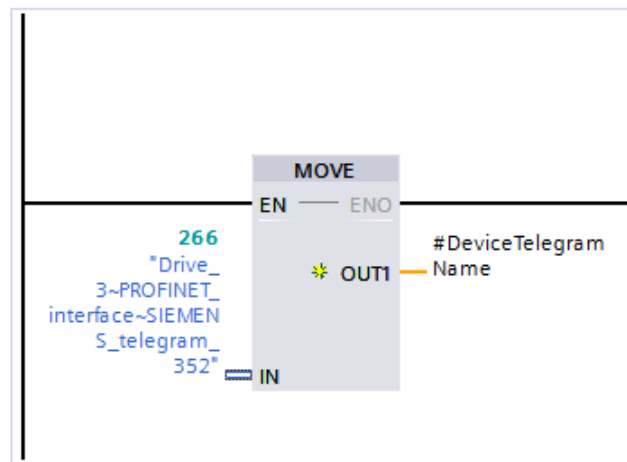 MOVE
EN
ENO
266
"Drive_
3~PROFINET_
interface~SIEMEN
S_telegram_
352"
IN
OUT1
#DeviceTelegram
Name